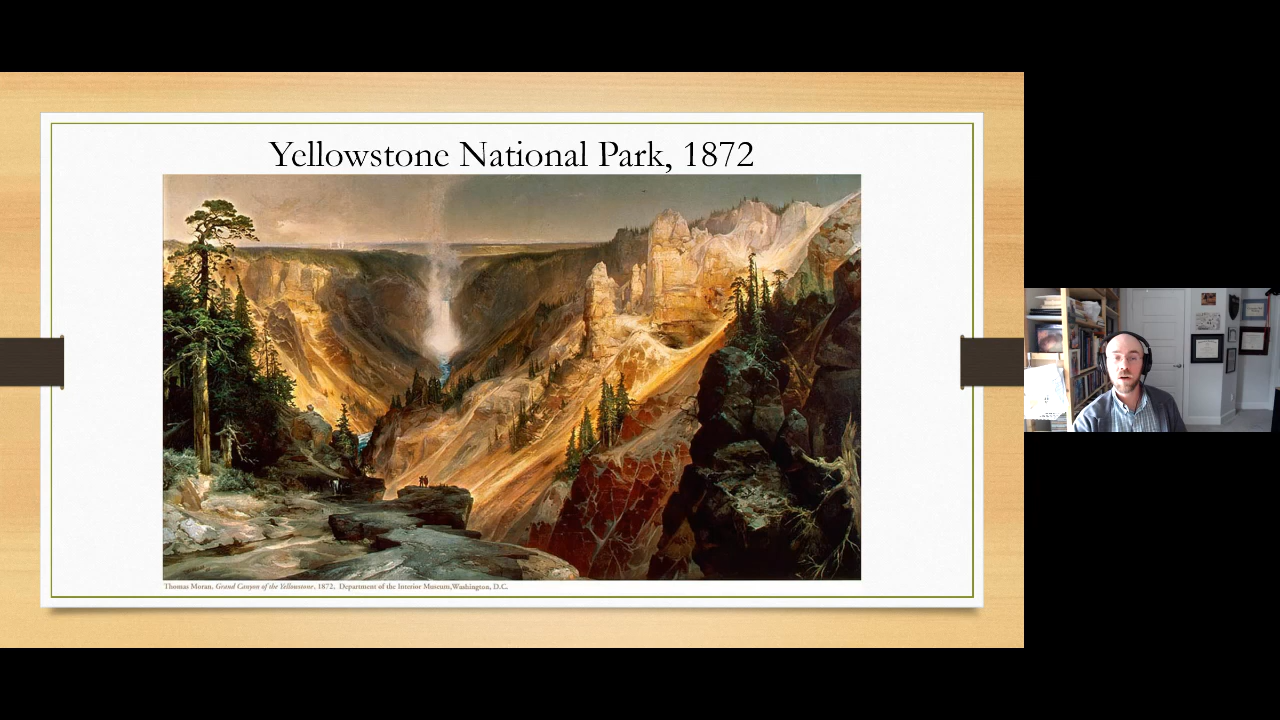 Yellowstone National Park, 1872
Thomas Moran, Grand Canyon of the Yellowstone, 1872, Department of the Interior Museum,Washington, D.C.